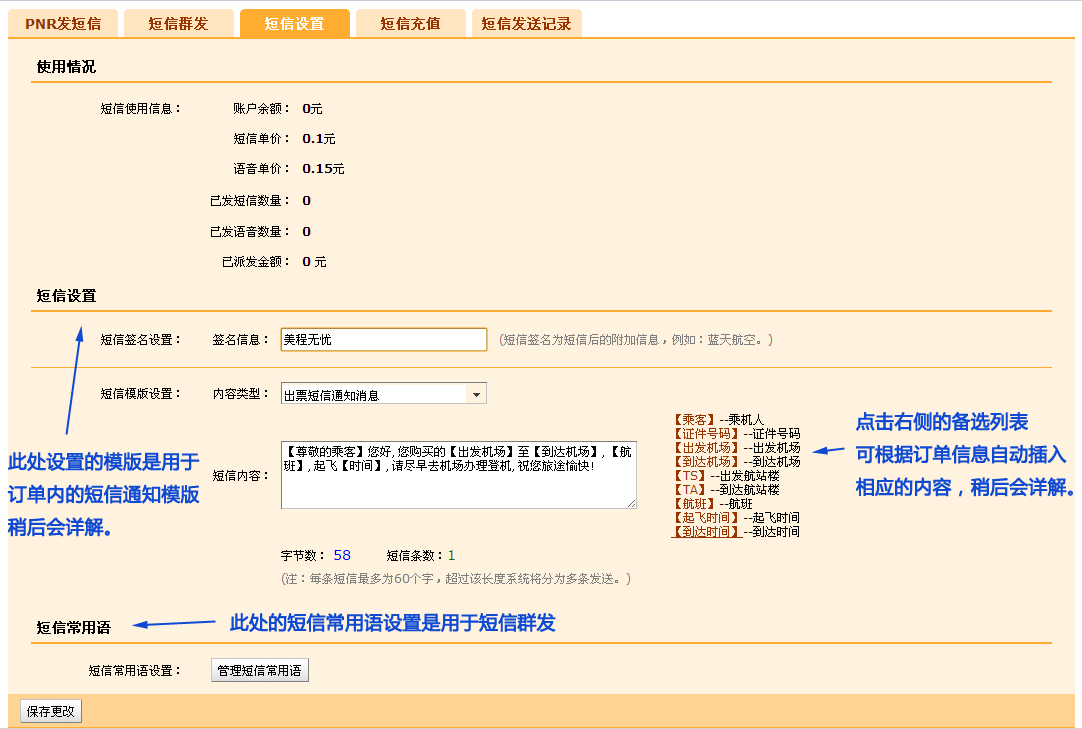 PNR发短信 短信群发 短信设置 短信充值 短信发送记录
使用情况
短信使用信息： 账户余额： 0元
短信单价： 0.1元
语音单价： 0.15元
已发短信数量： 0
已发语音数量： 0
已派发金额： 0 元
短信设置
短信签名设置： 签名信息： 美程无忧 (短信签名为短信后的附加信息，例如：蓝天航空。)
短信模版设置： 内容类型： 出票短信通知消息
短信内容：
【尊敬的乘客】您好,您购买的【出发机场】至【到达机场】,【航
班】,起飞【时间】,请尽早去机场办理登机,祝您旅途愉快!
【乘客】--乘机人
【证件号码】--证件号码
【出发机场】--出发机场
【到达机场】--到达机场
【TS】--出发航站楼
【TA】--到达航站楼
【航班】--航班
【起飞时间】--起飞时间
【到达时间】--到达时间
点击右侧的备选列表
可根据订单信息自动插入
相应的内容，稍后会详解。
此处设置的模版是用于
订单内的短信通知模版
稍后会详解。
字节数： 58 短信条数：1
(注：每条短信最多为60个字，超过该长度系统将分为多条发送。)
短信常用语
此处的短信常用语设置是用于短信群发
短信常用语设置： 管理短信常用语
保存更改